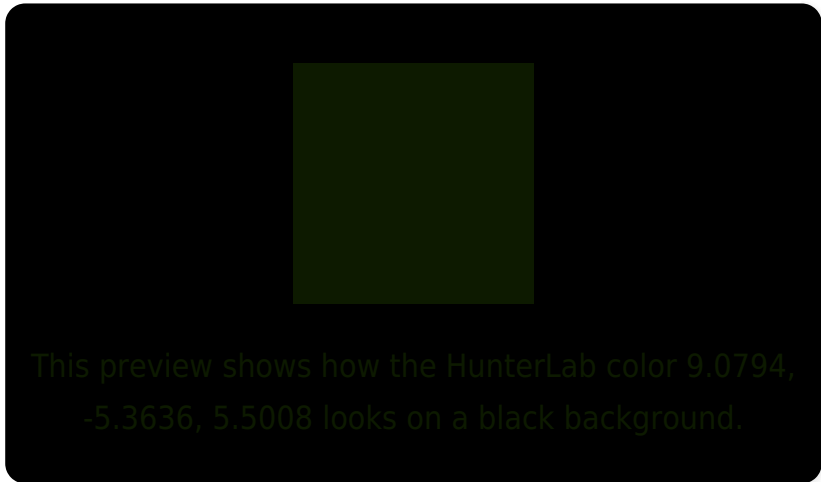 This preview shows how the HunterLab color 9.0794,
-5.3636, 5.5008 looks on a black background.